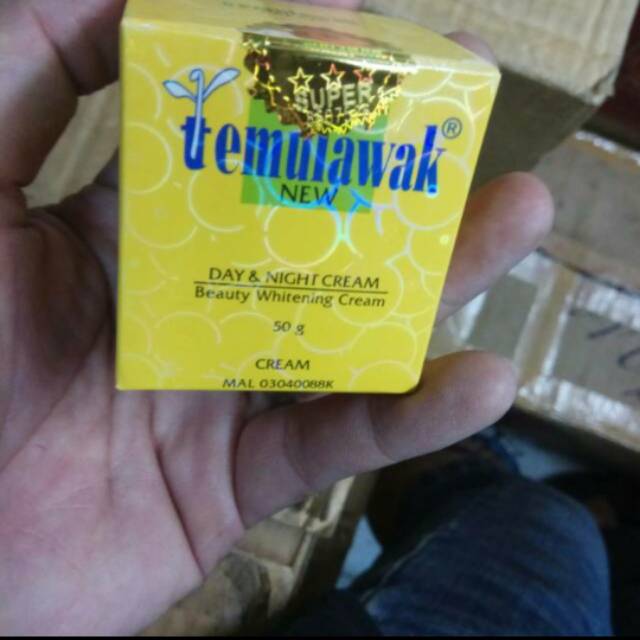 SUPER
temulawak®
NEW
DAY & NIGHT CREAM
Beauty Whitening Cream
50 g
CREAM
MAL 03040088K